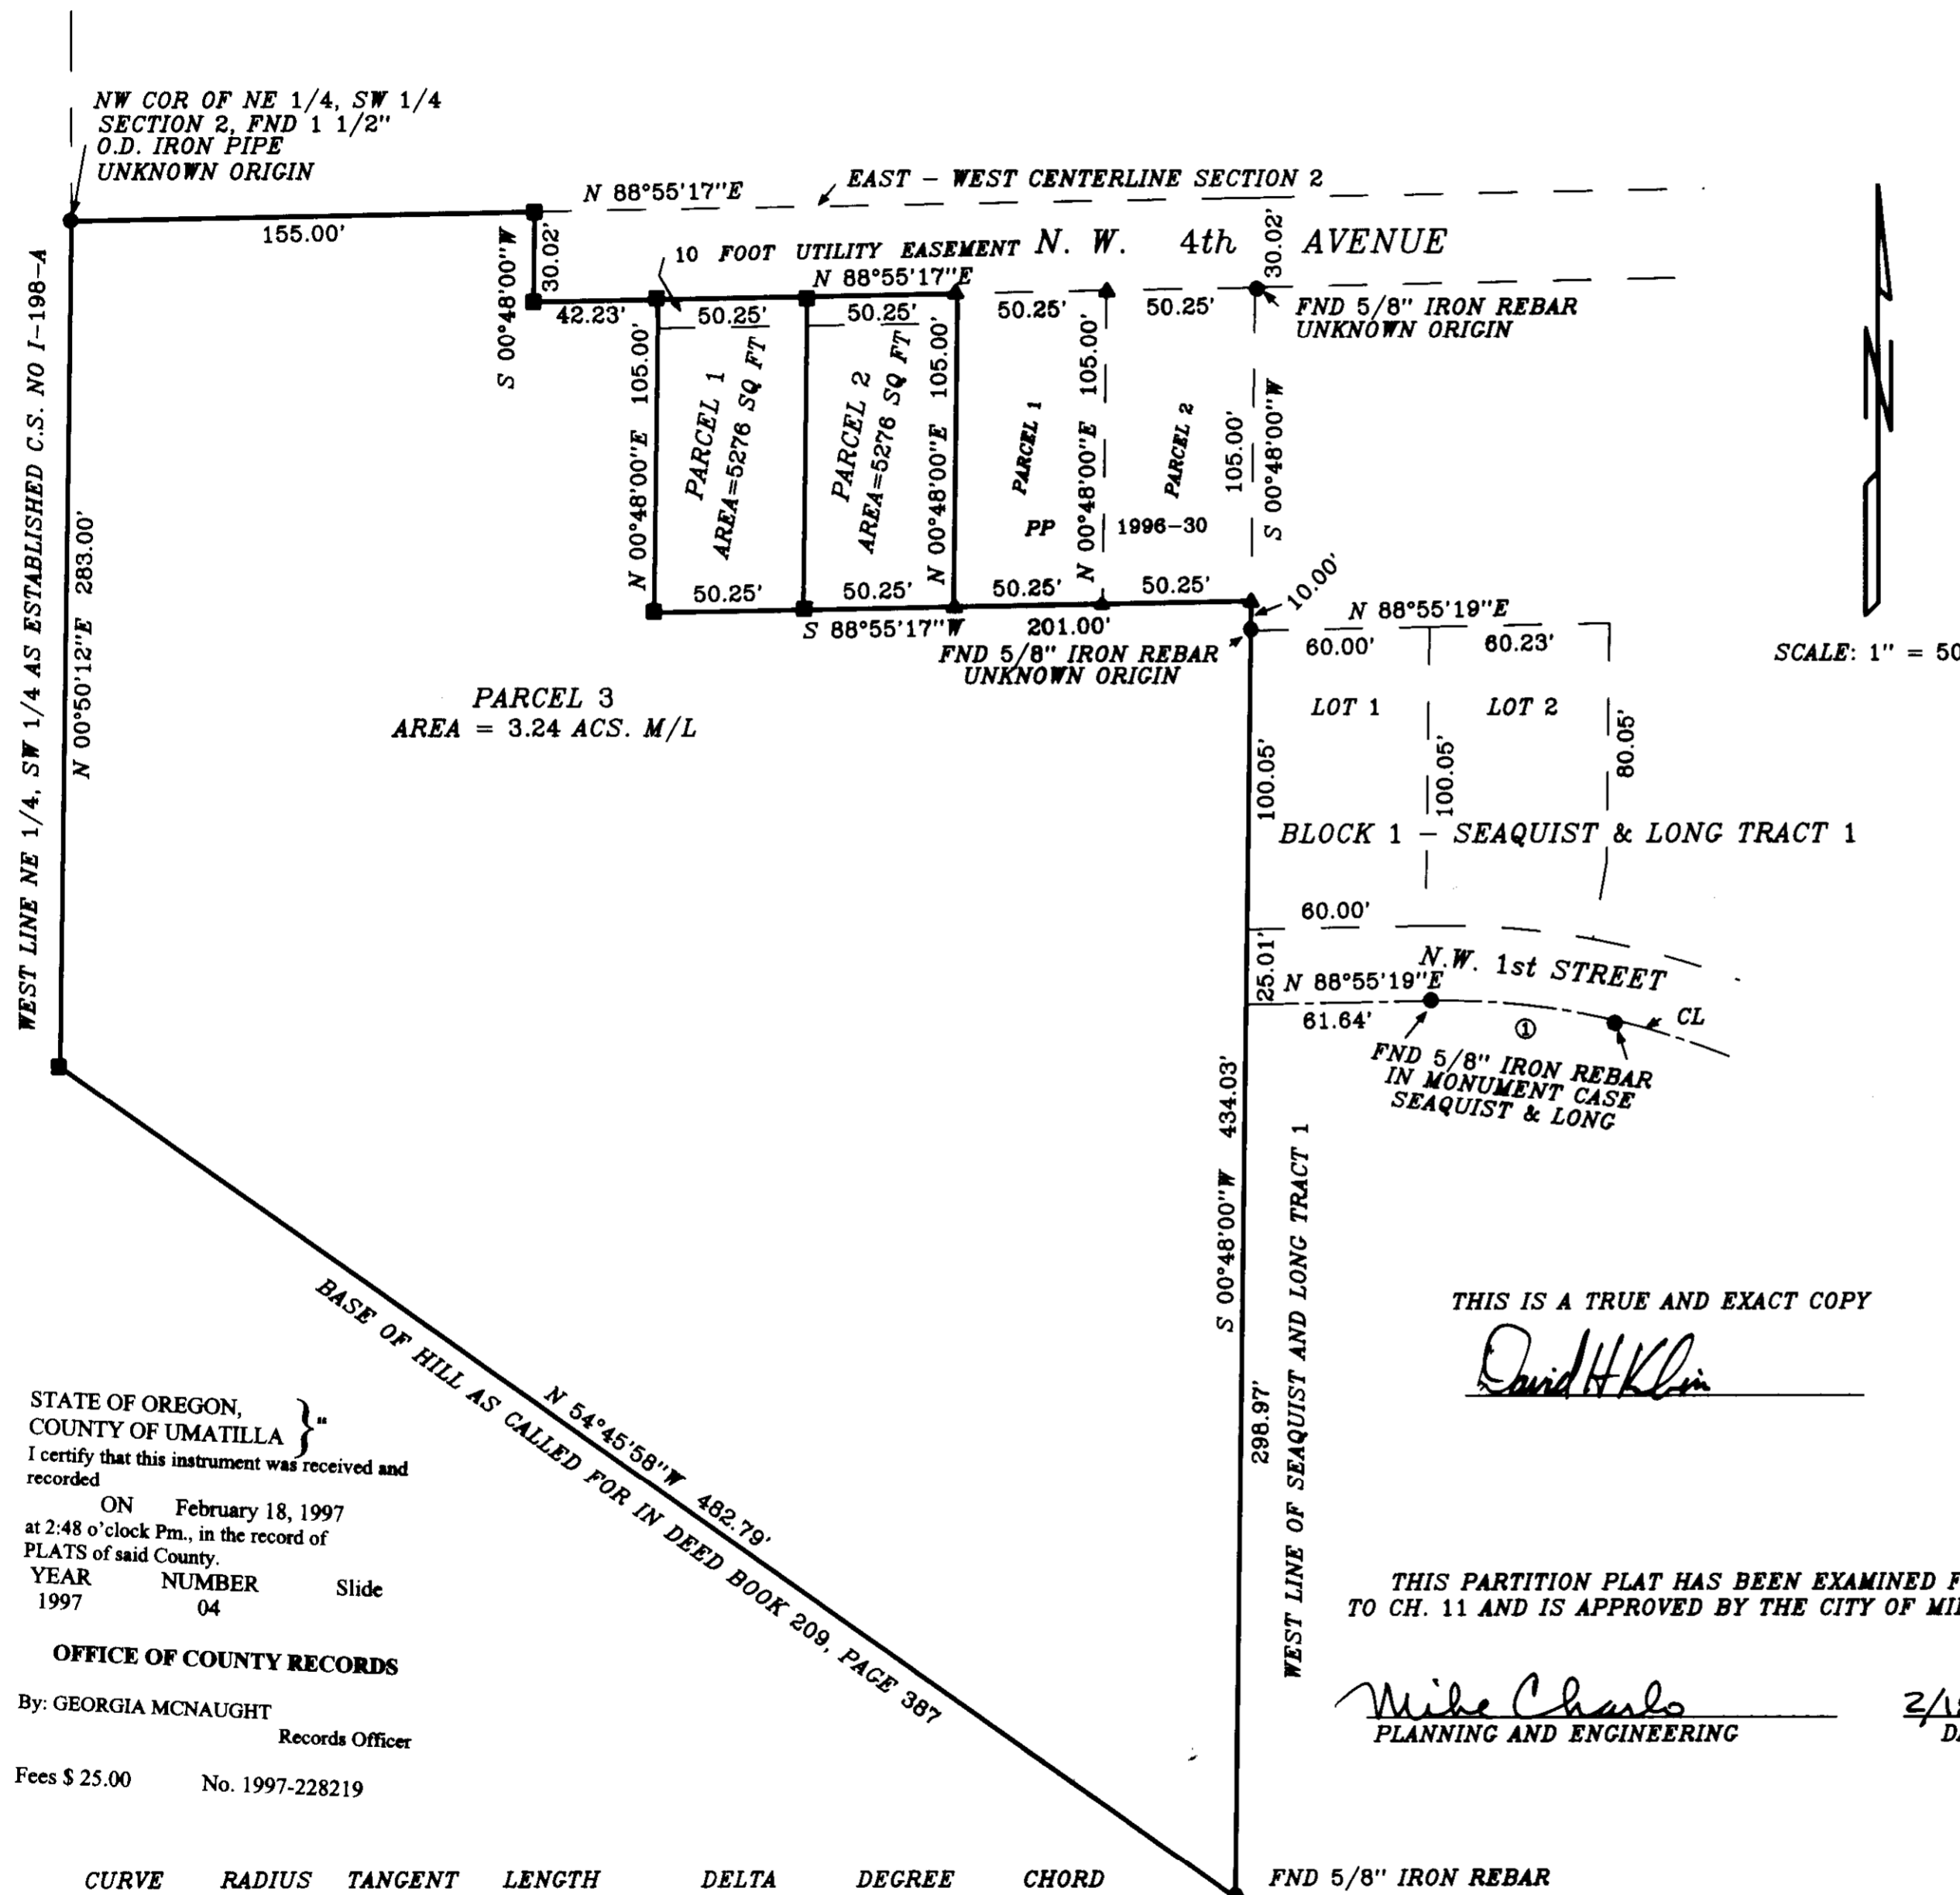 NW COR OF NE 1/4, SW 1/4
SECTION 2, FND 1 1/2"
O.D. IRON PIPE
UNKNOWN ORIGIN
N 88°55'17"E
EAST - WEST CENTERLINE SECTION 2
155.00'
S 00°48'00"W
30.02'
10 FOOT UTILITY EASEMENT
N. W. 4th AVENUE
30.02'
N 88°55'17"E
42.23'
50.25'
50.25'
50.25'
50.25'
FND 5/8" IRON REBAR
UNKNOWN ORIGIN
N 00°48'00"E 105.00'
PARCEL 1
AREA=5276 SQ FT
PARCEL 2
AREA=5276 SQ FT
N 00°48'00"E 105.00'
PARCEL 1
N 00°48'00"E 105.00'
PARCEL 2
105.00'
S 00°48'00"W
PP 1996-30
50.25'
50.25'
50.25'
50.25'
10.00'
S 88°55'17"W 201.00'
N 88°55'19"E
FND 5/8" IRON REBAR
UNKNOWN ORIGIN
60.00'
60.23'
SCALE: 1" = 50
WEST LINE NE 1/4, SW 1/4 AS ESTABLISHED C.S. NO I-198-A
N 00°50'12"E 283.00'
PARCEL 3
AREA = 3.24 ACS. M/L
LOT 1
LOT 2
100.05'
100.05'
80.05'
BLOCK 1 - SEAQUIST & LONG TRACT 1
60.00'
25.01'
N.W. 1st STREET
N 88°55'19"E
61.64'
1
CL
FND 5/8" IRON REBAR
IN MONUMENT CASE
SEAQUIST & LONG
S 00°48'00"W 434.03'
298.97'
WEST LINE OF SEAQUIST AND LONG TRACT 1
N 54°45'58"W 482.79'
BASE OF HILL AS CALLED FOR IN DEED BOOK 209, PAGE 387
THIS IS A TRUE AND EXACT COPY
STATE OF OREGON,
COUNTY OF UMATILLA
I certify that this instrument was received and
recorded
ON February 18, 1997
at 2:48 o'clock Pm., in the record of
PLATS of said County.
YEAR NUMBER Slide
1997 04
OFFICE OF COUNTY RECORDS
By: GEORGIA MCNAUGHT
Records Officer
Fees $ 25.00 No. 1997-228219
THIS PARTITION PLAT HAS BEEN EXAMINED
TO CH. 11 AND IS APPROVED BY THE CITY OF
Mike Charlo
PLANNING AND ENGINEERING
CURVE RADIUS TANGENT LENGTH DELTA DEGREE CHORD
FND 5/8" IRON REBAR